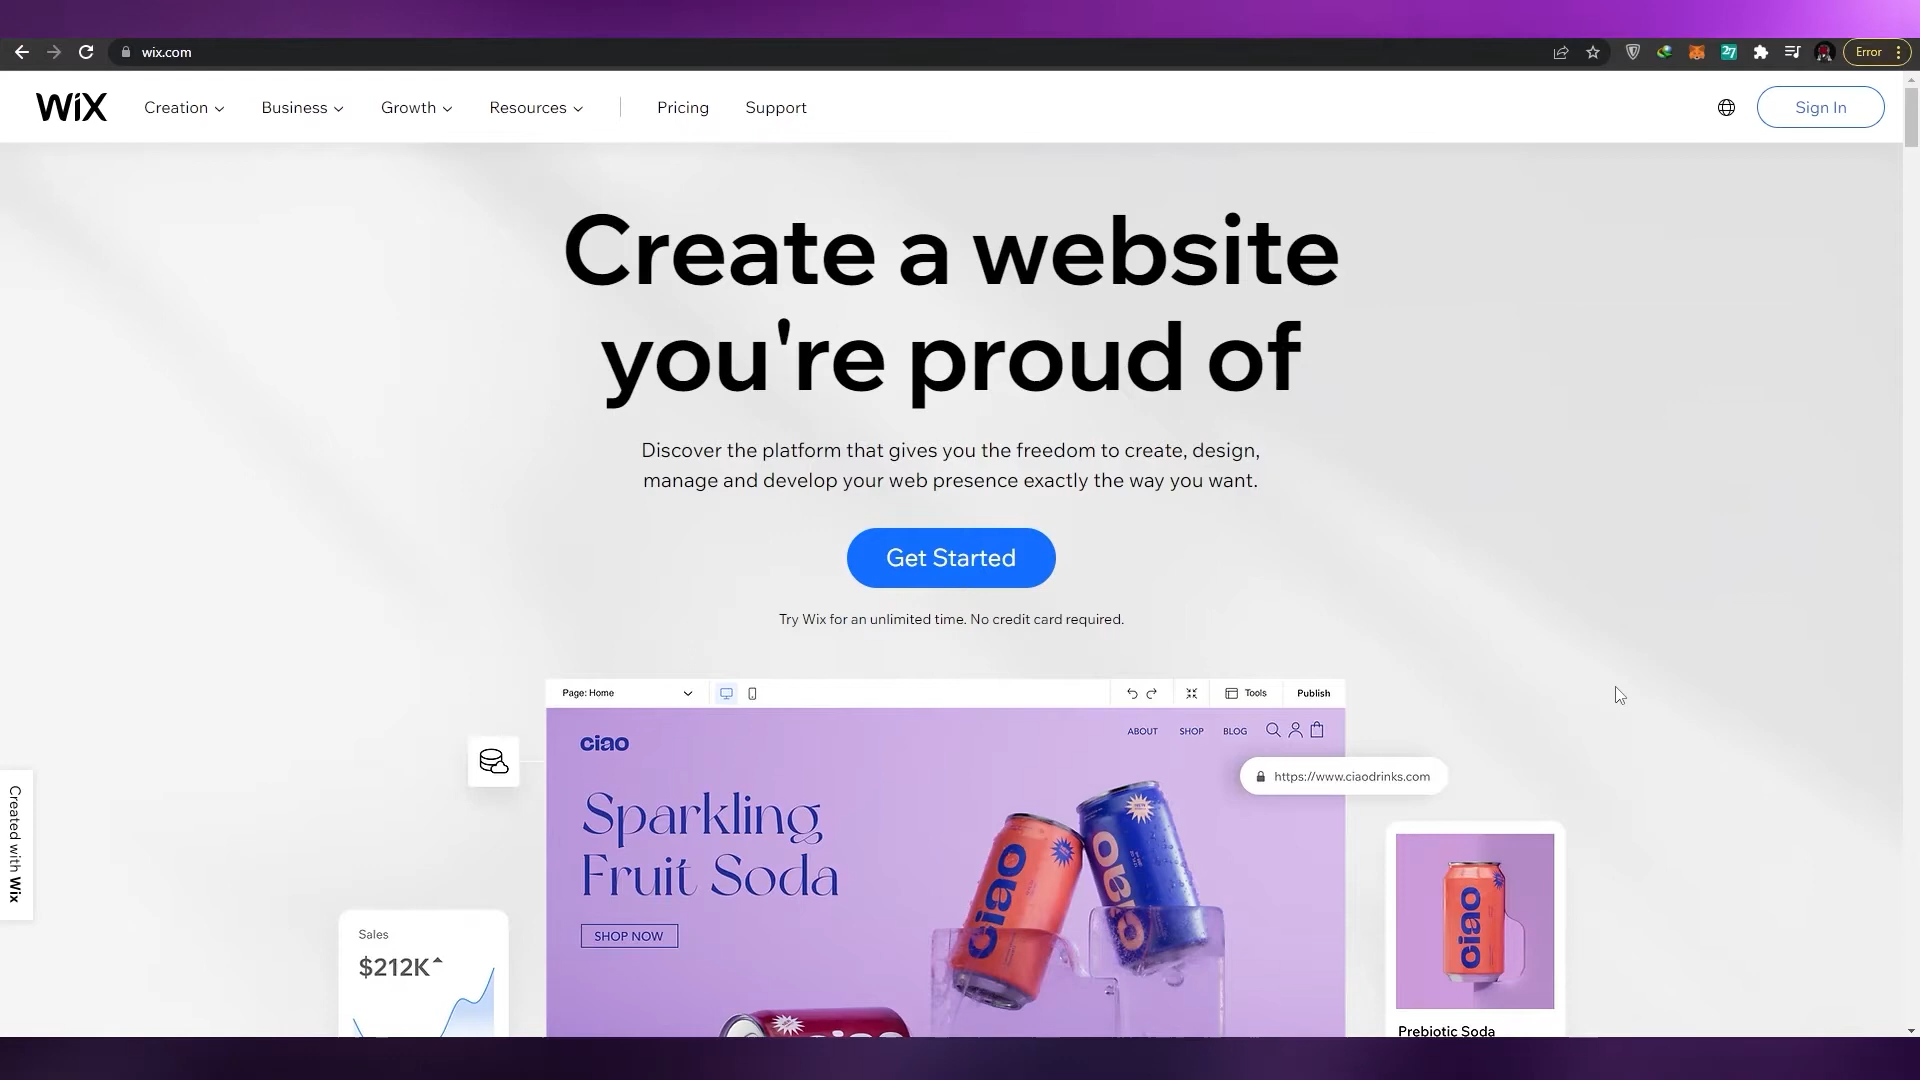 wix.com
Error
WiX
Creation
Business
Growth
Resources
Pricing
Support
Sign In
Create a website
you're proud of
Discover the platform that gives you the freedom to create, design,
manage and develop your web presence exactly the way you want.
Get Started
Try Wix for an unlimited time. No credit card required.
Page: Home
Tools
Publish
ciao
ABOUT
SHOP
BLOG
https://www.ciaodrinks.com
Sparkling
Fruit Soda
SHOP NOW
ciao
ciao
ciao
Created with Wix
Sales
$212K
Prebiotic Soda